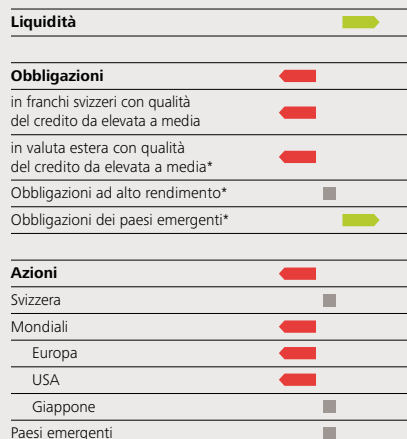 Liquidità
Obbligazioni
in franchi svizzeri con qualità
del credito da elevata a media
in valuta estera con qualità
del credito da elevata a media*
Obbligazioni ad alto rendimento*
Obbligazioni dei paesi emergenti*
Azioni
Svizzera
Mondiali
Europa
USA
Giappone
Paesi emergenti